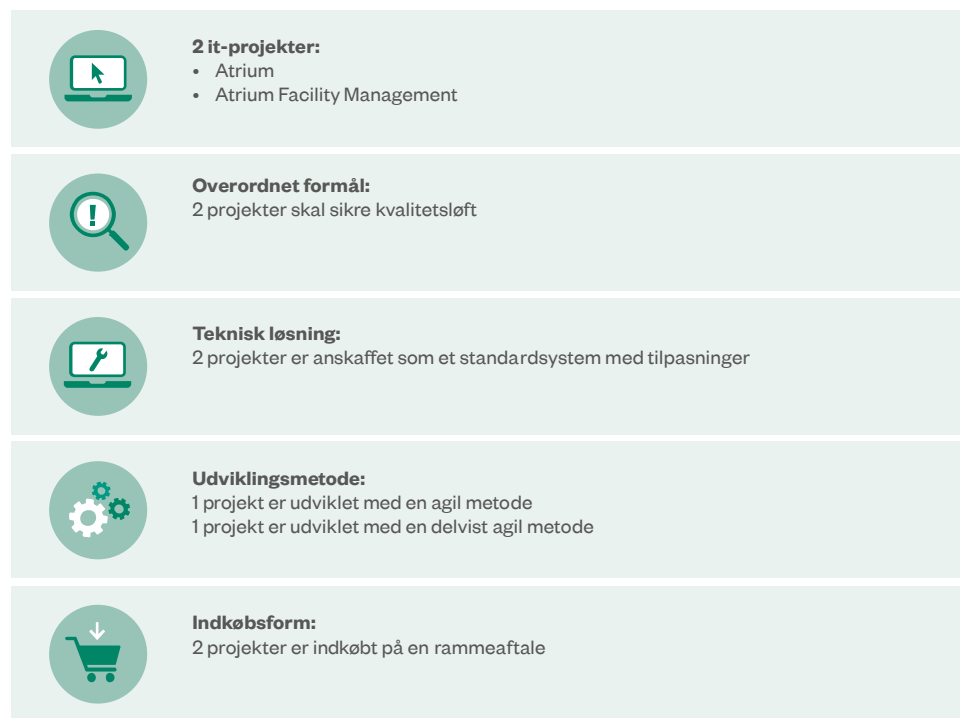 2 it-projekter:
• Atrium
• Atrium Facility Management
Overordnet formål:
2 projekter skal sikre kvalitetsløft
Teknisk løsning:
2 projekter er anskaffet som et standardsystem med tilpasninger
Udviklingsmetode:
1 projekt er udviklet med en agil metode
1 projekt er udviklet med en delvist agil metode
Indkøbsform:
2 projekter er indkøbt på en rammeaftale